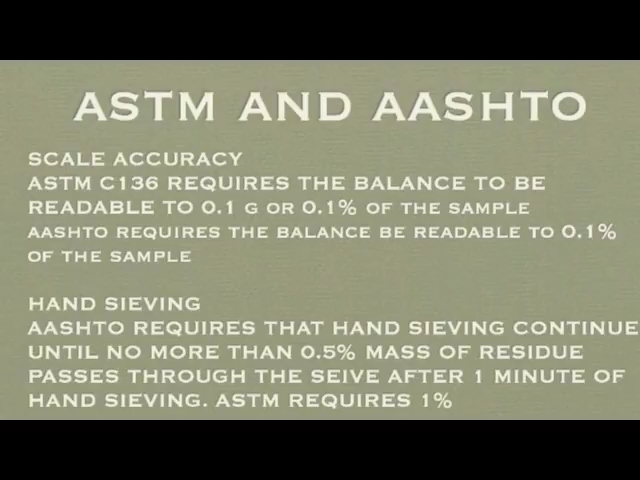 ASTM AND AASHTO
SCALE ACCURACY
ASTM C136 REQUIRES THE BALANCE TO BE
READABLE TO 0.1 G OR 0.1% OF THE SAMPLE
AASHTO REQUIRES THE BALANCE BE READABLE TO 0.1%
OF THE SAMPLE
HAND SIEVING
AASHTO REQUIRES THAT HAND SIEVING CONTINUE
UNTIL NO MORE THAN 0.5% MASS OF RESIDUE
PASSES THROUGH THE SEIVE AFTER 1 MINUTE OF
HAND SIEVING. ASTM REQUIRES 1%